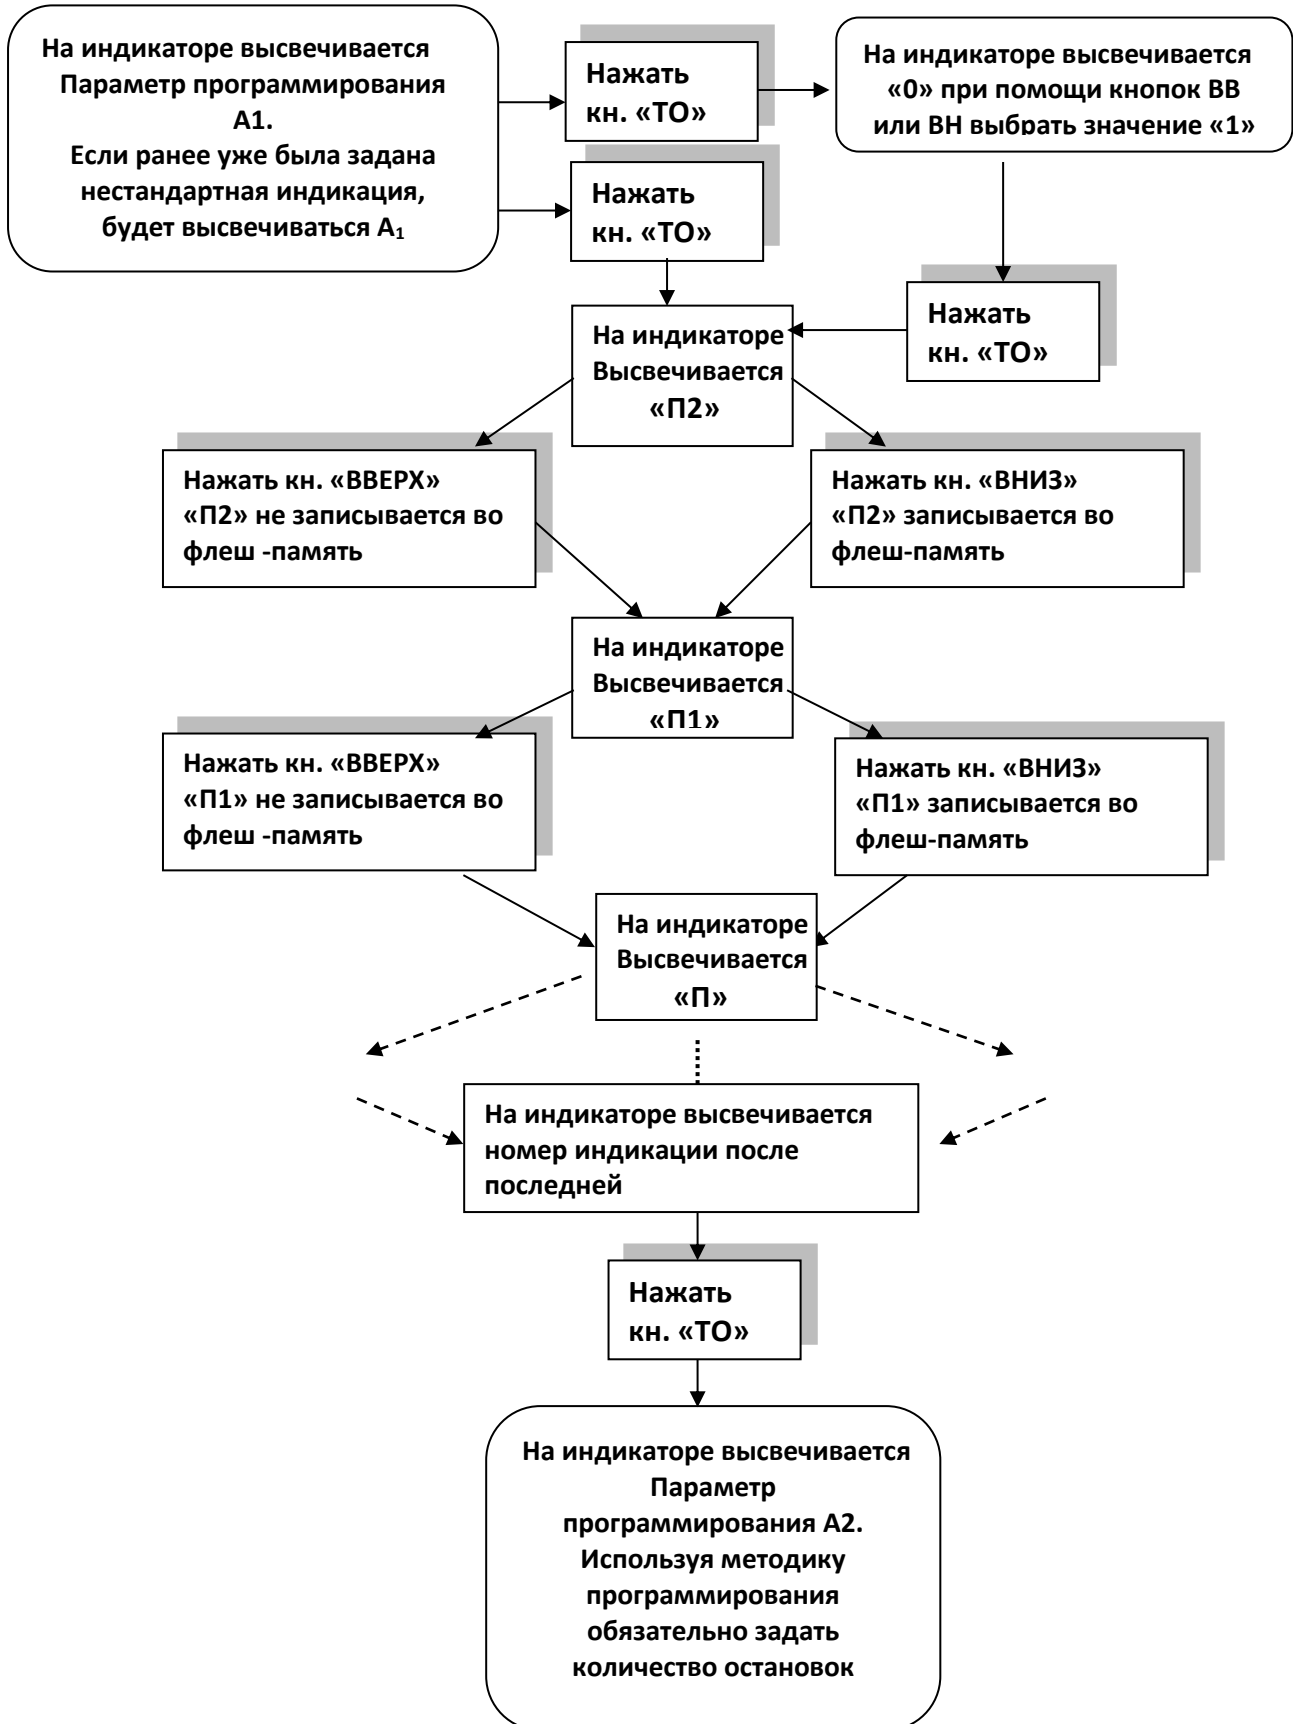 На индикаторе высвечивается
Параметр программирования
А1.
Если ранее уже была задана
нестандартная индикация,
будет высвечиваться А₁
Нажать
кн. «ТО»
На индикаторе высвечивается
«0» при помощи кнопок ВВ
или ВН выбрать значение «1»
Нажать
кн. «ТО»
Нажать
кн. «ТО»
На индикаторе
Высвечивается
«П2»
Нажать кн. «ВВЕРХ»
«П2» не записывается во
флеш -память
Нажать кн. «ВНИЗ»
«П2» записывается во
флеш-память
На индикаторе
Высвечивается
«П1»
Нажать кн. «ВВЕРХ»
«П1» не записывается во
флеш -память
Нажать кн. «ВНИЗ»
«П1» записывается во
флеш-память
На индикаторе
Высвечивается
«П»
На индикаторе высвечивается
номер индикации после
последней
Нажать
кн. «ТО»
На индикаторе высвечивается
Параметр
программирования А2.
Используя методику
программирования
обязательно задать
количество остановок